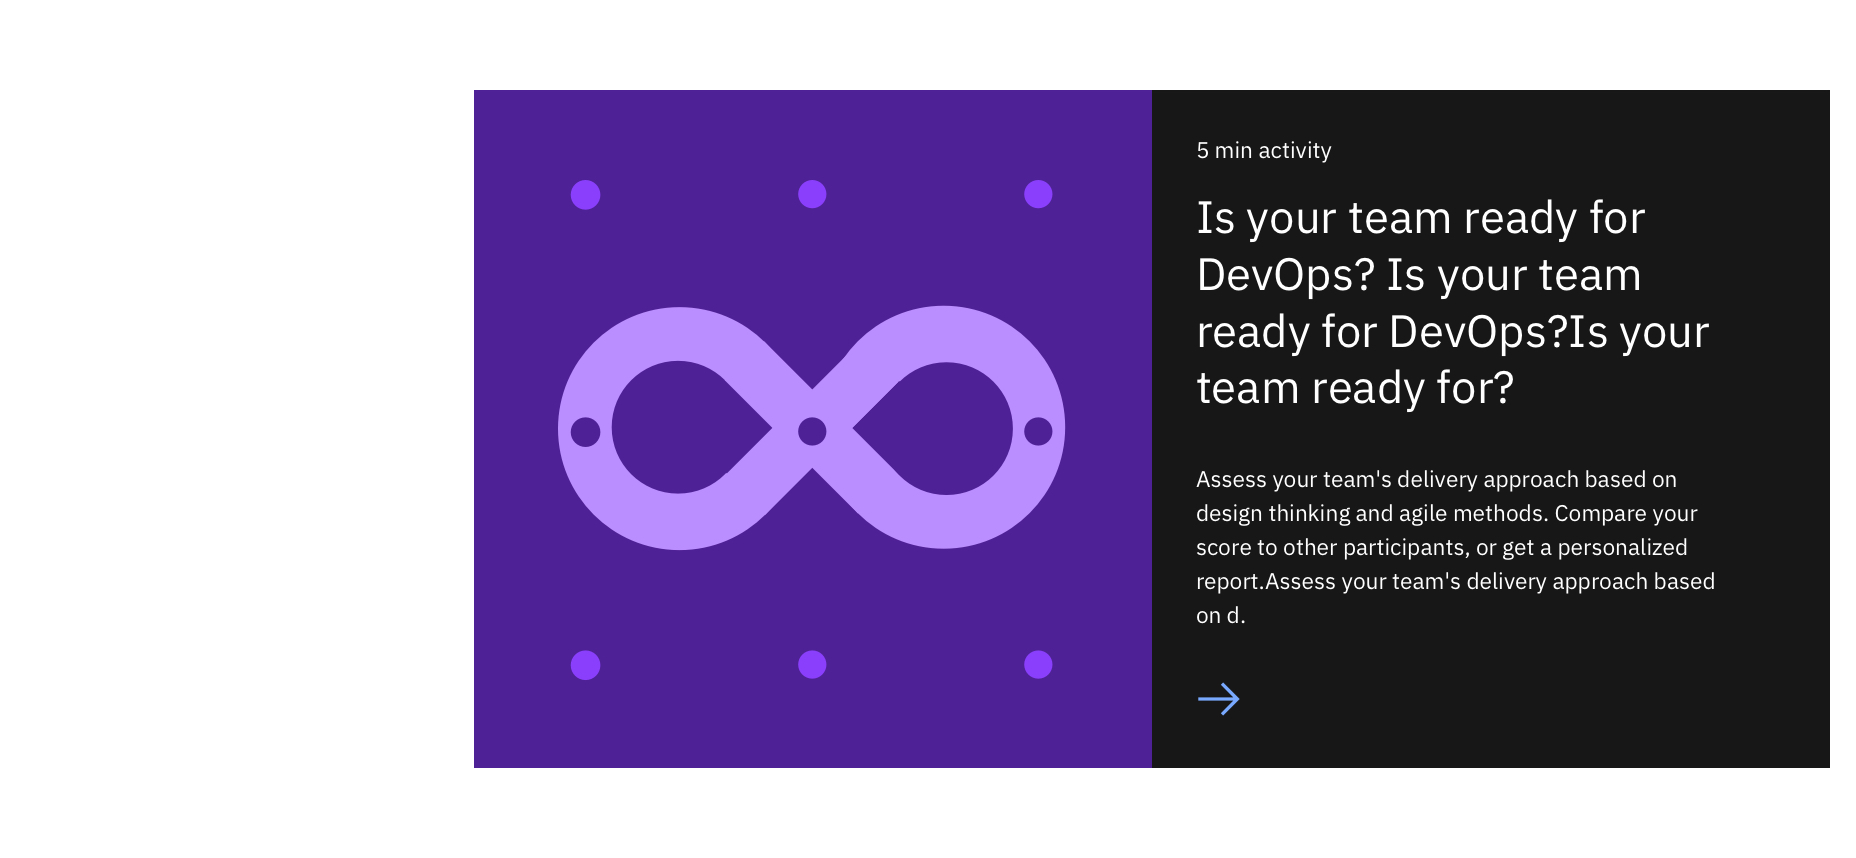 5 min activity
Is your team ready for
DevOps? Is your team
ready for DevOps?Is your
team ready for?
Assess your team's delivery approach based on
design thinking and agile methods. Compare your
score to other participants, or get a personalized
report.Assess your team's delivery approach based
on d.